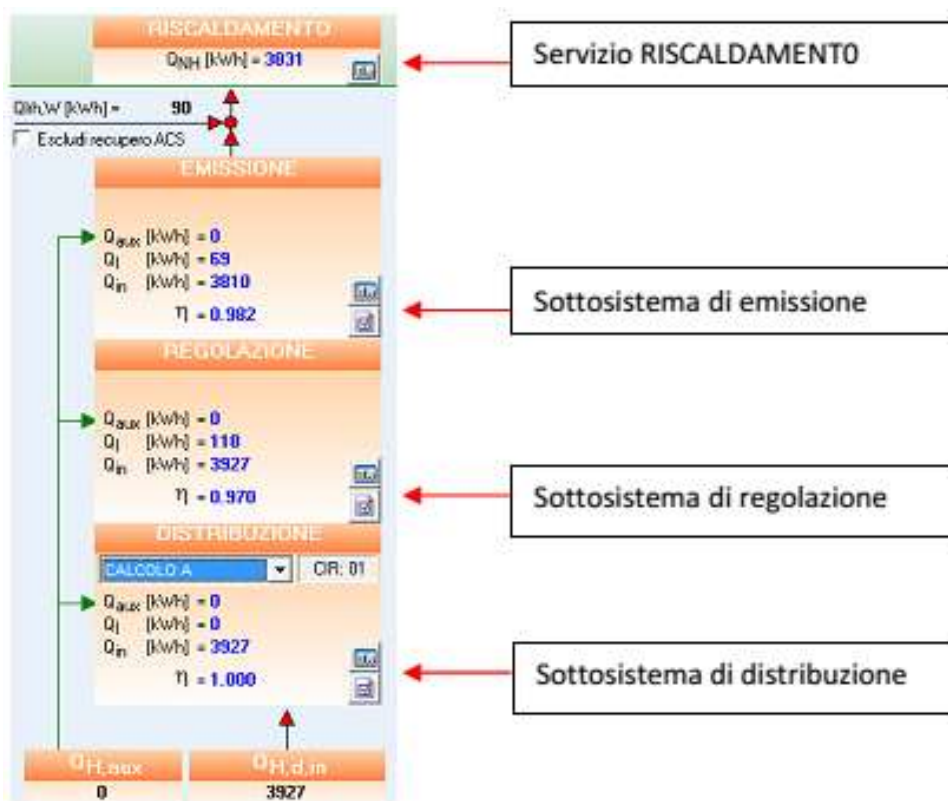 RISCALDAMENTO
Q_NH [kWh] = 3831
Servizio RISCALDAMENT0
Qlrh,W [kWh] = 90
Escludi recupero ACS
EMISSIONE
Qaux [kWh] = 0
Ql [kWh] = 69
Qin [kWh] = 3810
η = 0.982
Sottosistema di emissione
REGOLAZIONE
Qaux [kWh] = 0
Ql [kWh] = 118
Qin [kWh] = 3927
η = 0.970
Sottosistema di regolazione
DISTRIBUZIONE
CALCOLO A CIR: 01
Qaux [kWh] = 0
Ql [kWh] = 0
Qin [kWh] = 3927
η = 1.000
Sottosistema di distribuzione
QH,aux QH,d,in
0 3927